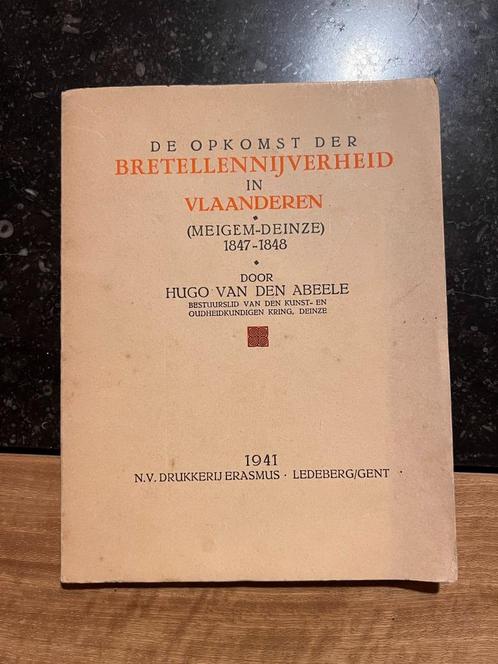 DE OPKOMST DER
BRETELLENNIJVERHEID
IN
VLAANDEREN
(MEIGEM-DEINZE)
1847-1848
DOOR
HUGO VAN DEN ABEELE
BESTUURSLID VAN DEN KUNST- EN
OUDHEIDKUNDIGEN KRING, DEINZE
1941
N.V. DRUKKERIJ ERASMUS · LEDEBERG/GENT